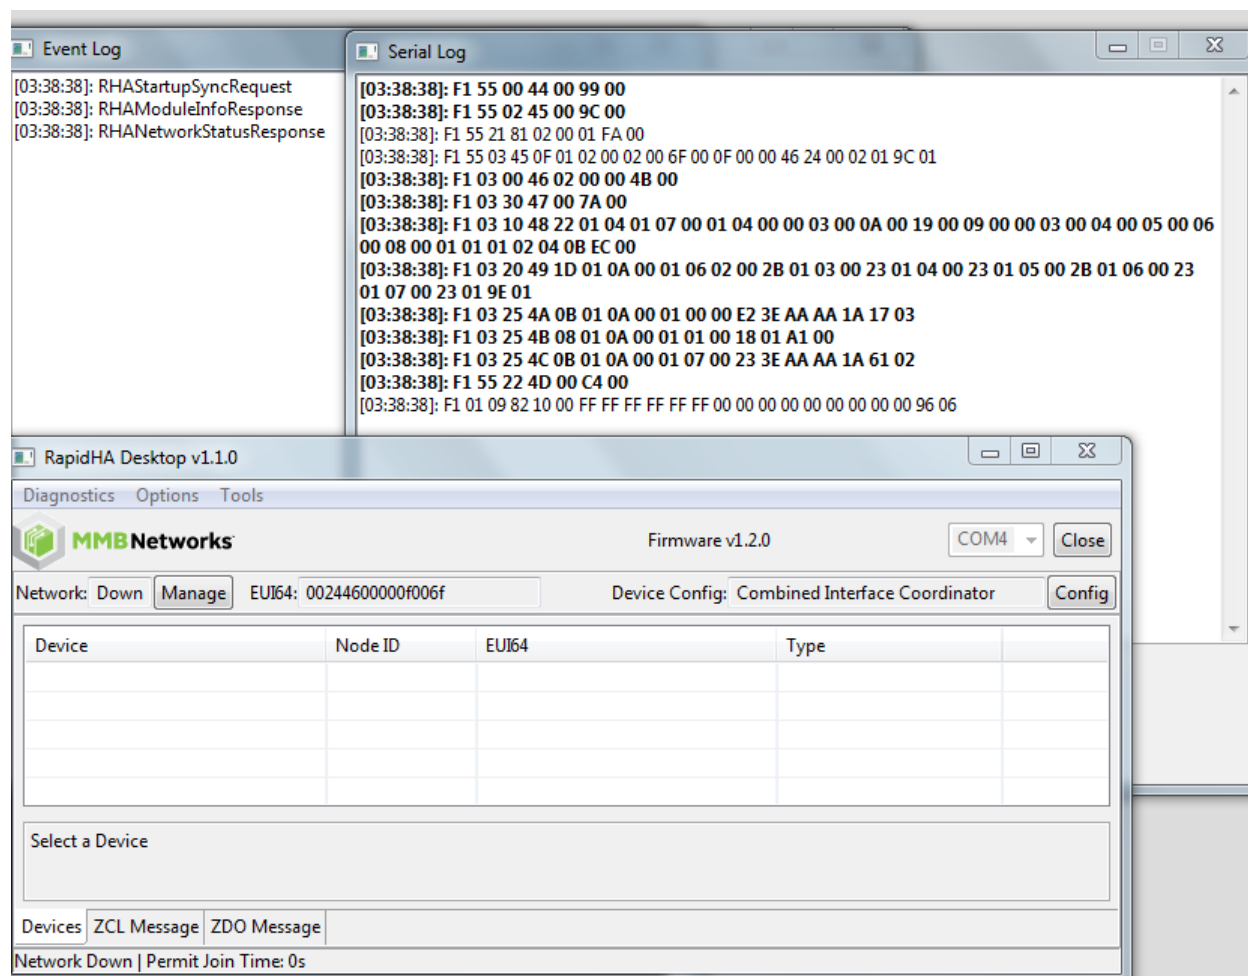 Event Log
[03:38:38]: RHAStartupSyncRequest
[03:38:38]: RHAModuleInfoResponse
[03:38:38]: RHANetworkStatusResponse
Serial Log
[03:38:38]: F1 55 00 44 00 99 00
[03:38:38]: F1 55 02 45 00 9C 00
[03:38:38]: F1 55 21 81 02 00 01 FA 00
[03:38:38]: F1 55 03 45 0F 01 02 00 02 00 6F 00 0F 00 00 46 24 00 02 01 9C 01
[03:38:38]: F1 03 00 46 02 00 00 4B 00
[03:38:38]: F1 03 30 47 00 7A 00
[03:38:38]: F1 03 10 48 22 01 04 01 07 00 01 04 00 00 03 00 0A 00 19 00 09 00 00 03 00 04 00 05 00 06
00 08 00 01 01 01 02 04 0B EC 00
[03:38:38]: F1 03 20 49 1D 01 0A 00 01 06 02 00 2B 01 03 00 23 01 04 00 23 01 05 00 2B 01 06 00 23
01 07 00 23 01 9E 01
[03:38:38]: F1 03 25 4A 0B 01 0A 00 01 00 00 E2 3E AA AA 1A 17 03
[03:38:38]: F1 03 25 4B 08 01 0A 00 01 01 00 18 01 A1 00
[03:38:38]: F1 03 25 4C 0B 01 0A 00 01 07 00 23 3E AA AA 1A 61 02
[03:38:38]: F1 55 22 4D 00 C4 00
[03:38:38]: F1 01 09 82 10 00 FF FF FF FF FF FF 00 00 00 00 00 00 00 00 00 96 06
RapidHA Desktop v1.1.0
Diagnostics Options Tools
MMBNetworks Firmware v1.2.0 COM4 Close
Network: Down Manage EUI64: 00244600000f006f Device Config: Combined Interface Coordinator Config
Device Node ID EUI64 Type
Select a Device
Devices ZCL Message ZDO Message
Network Down | Permit Join Time: 0s